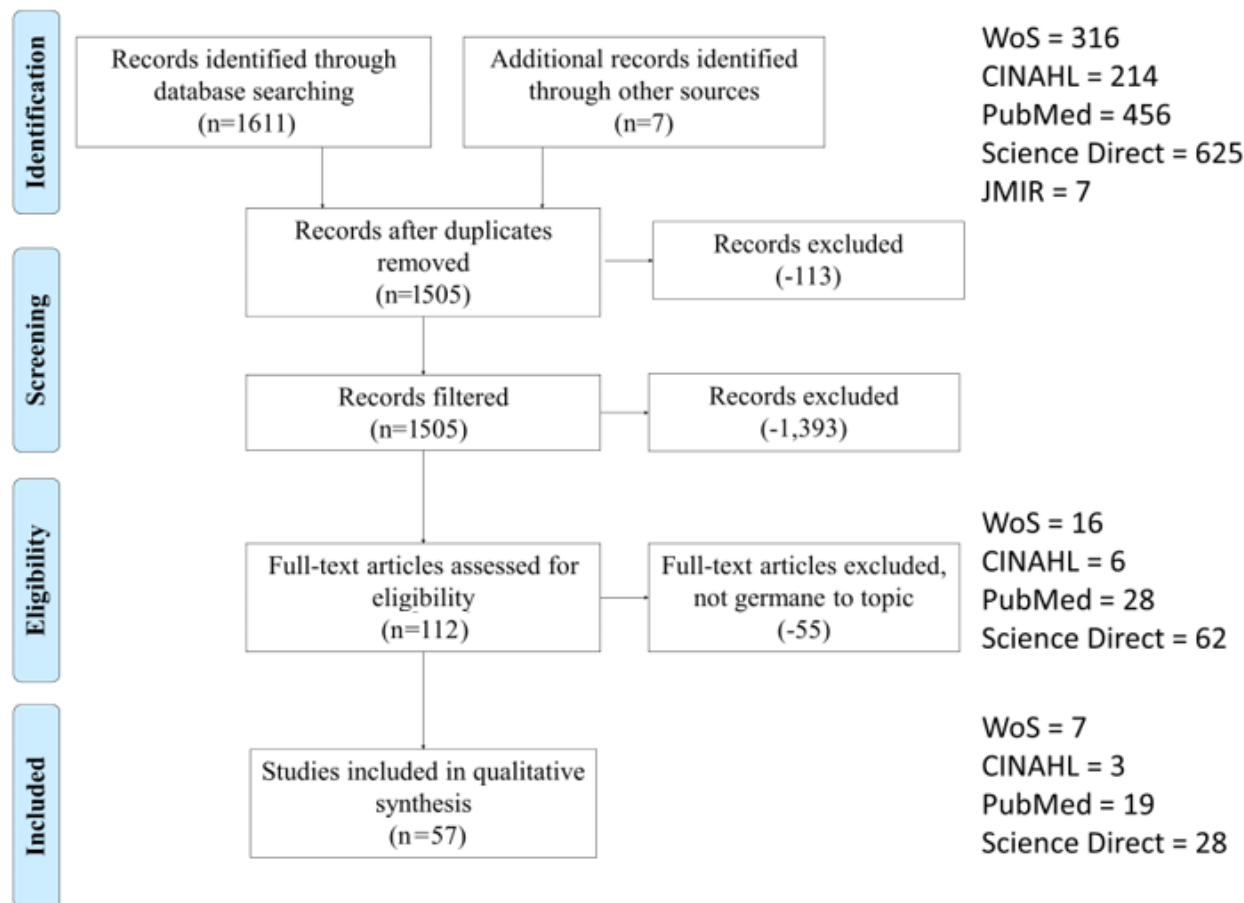 Identification
Records identified through
database searching
(n=1611)
Additional records identified
through other sources
(n=7)
WoS = 316
CINAHL = 214
PubMed = 456
Science Direct = 625
JMIR = 7
Screening
Records after duplicates
removed
(n=1505)
Records excluded
(-113)
Records filtered
(n=1505)
Records excluded
(-1,393)
Eligibility
Full-text articles assessed for
eligibility
(n=112)
Full-text articles excluded,
not germane to topic
(-55)
WoS = 16
CINAHL = 6
PubMed = 28
Science Direct = 62
Included
Studies included in qualitative
synthesis
(n=57)
WoS = 7
CINAHL = 3
PubMed = 19
Science Direct = 28